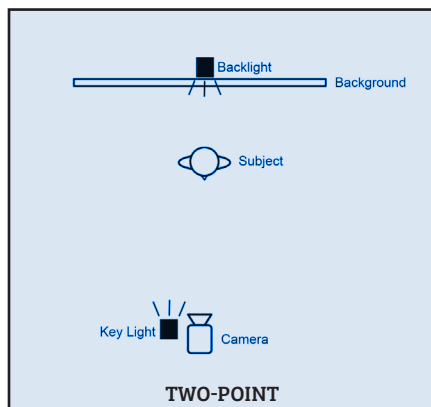 Backlight
Background
Subject
Key Light
Camera
TWO-POINT